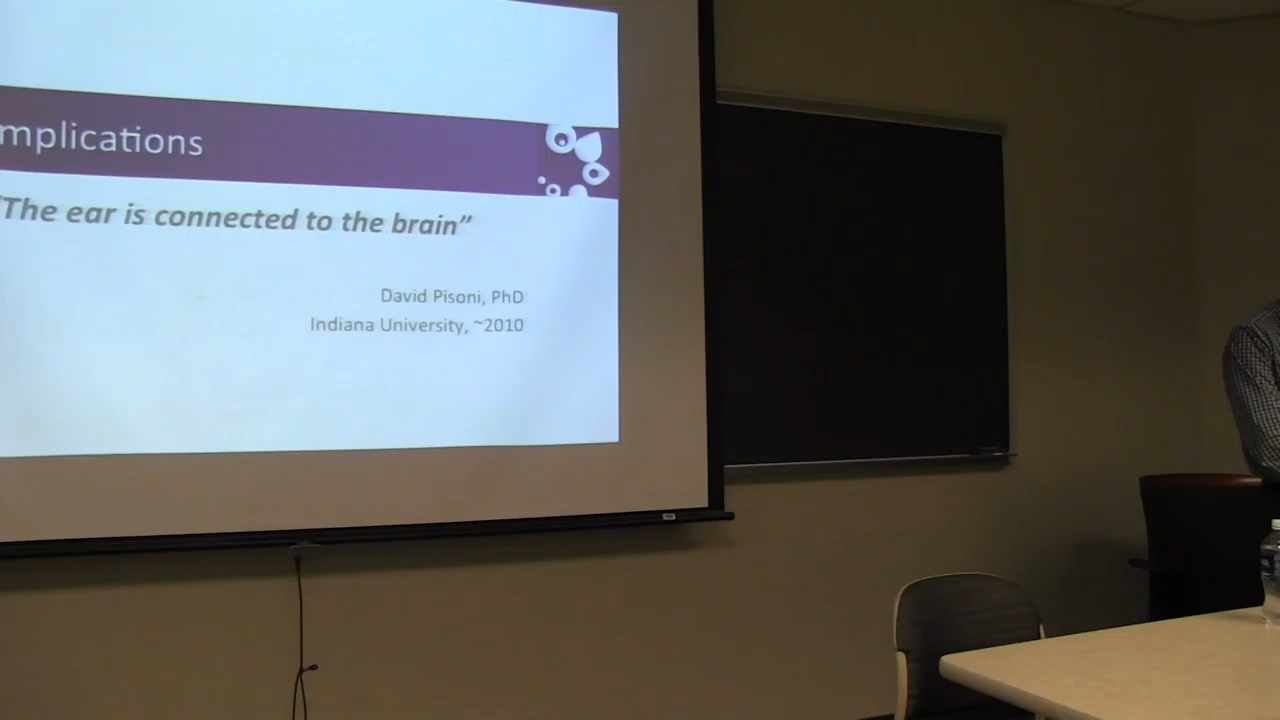 mplications
"The ear is connected to the brain"
David Pisoni, PhD
Indiana University, ~2010